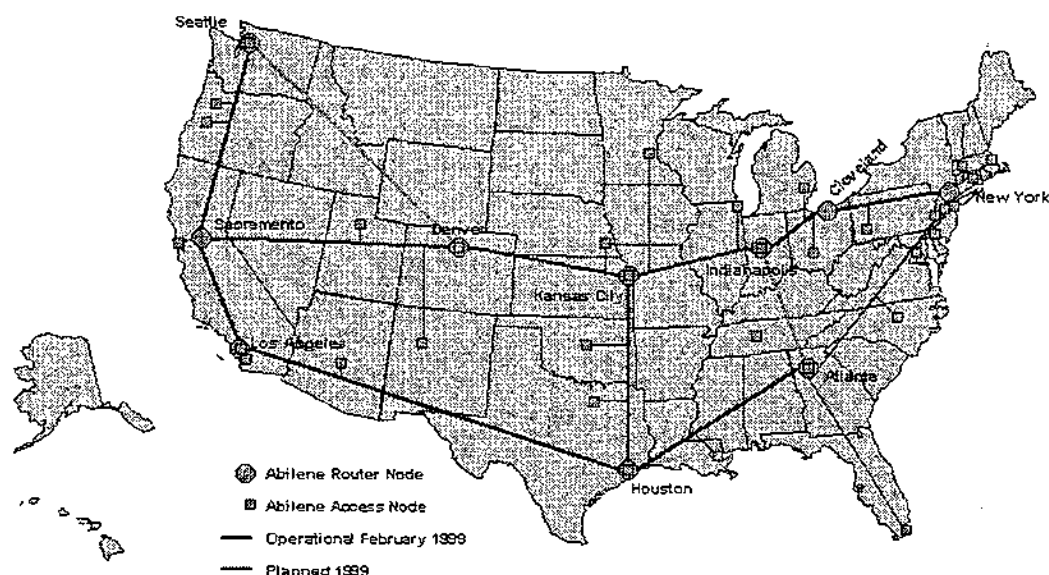 Seattle
Cleveland
New York
Sacramento
Denver
Indianapolis
Kansas City
Los Angeles
Atlanta
Houston
Abilene Router Node
Abilene Access Node
Operational February 1999
Planned 1999